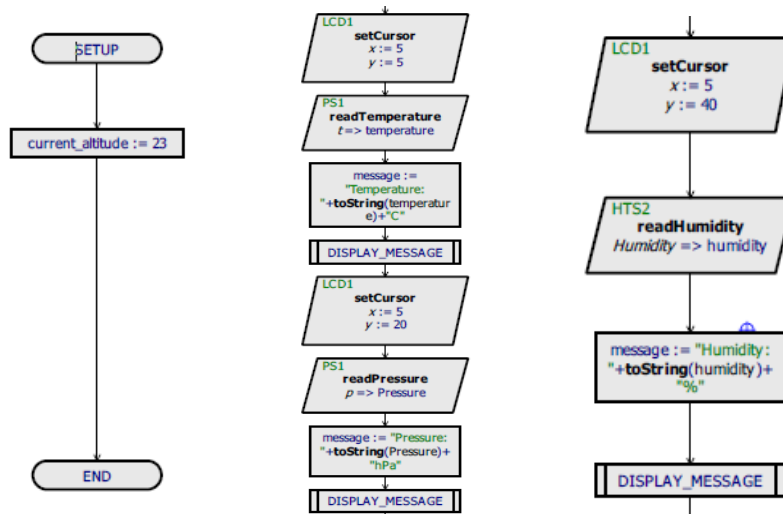 SETUP
current_altitude := 23
END
LCD1
setCursor
x := 5
y := 5
PS1
readTemperature
t => temperature
message :=
"Temperature:
"+toString(temperatur
e)+"C"
DISPLAY_MESSAGE
LCD1
setCursor
x := 5
y := 20
PS1
readPressure
p => Pressure
message := "Pressure:
"+toString(Pressure)+
"hPa"
DISPLAY_MESSAGE
LCD1
setCursor
x := 5
y := 40
HTS2
readHumidity
Humidity => humidity
message := "Humidity:
"+toString(humidity)+
"%"
DISPLAY_MESSAGE